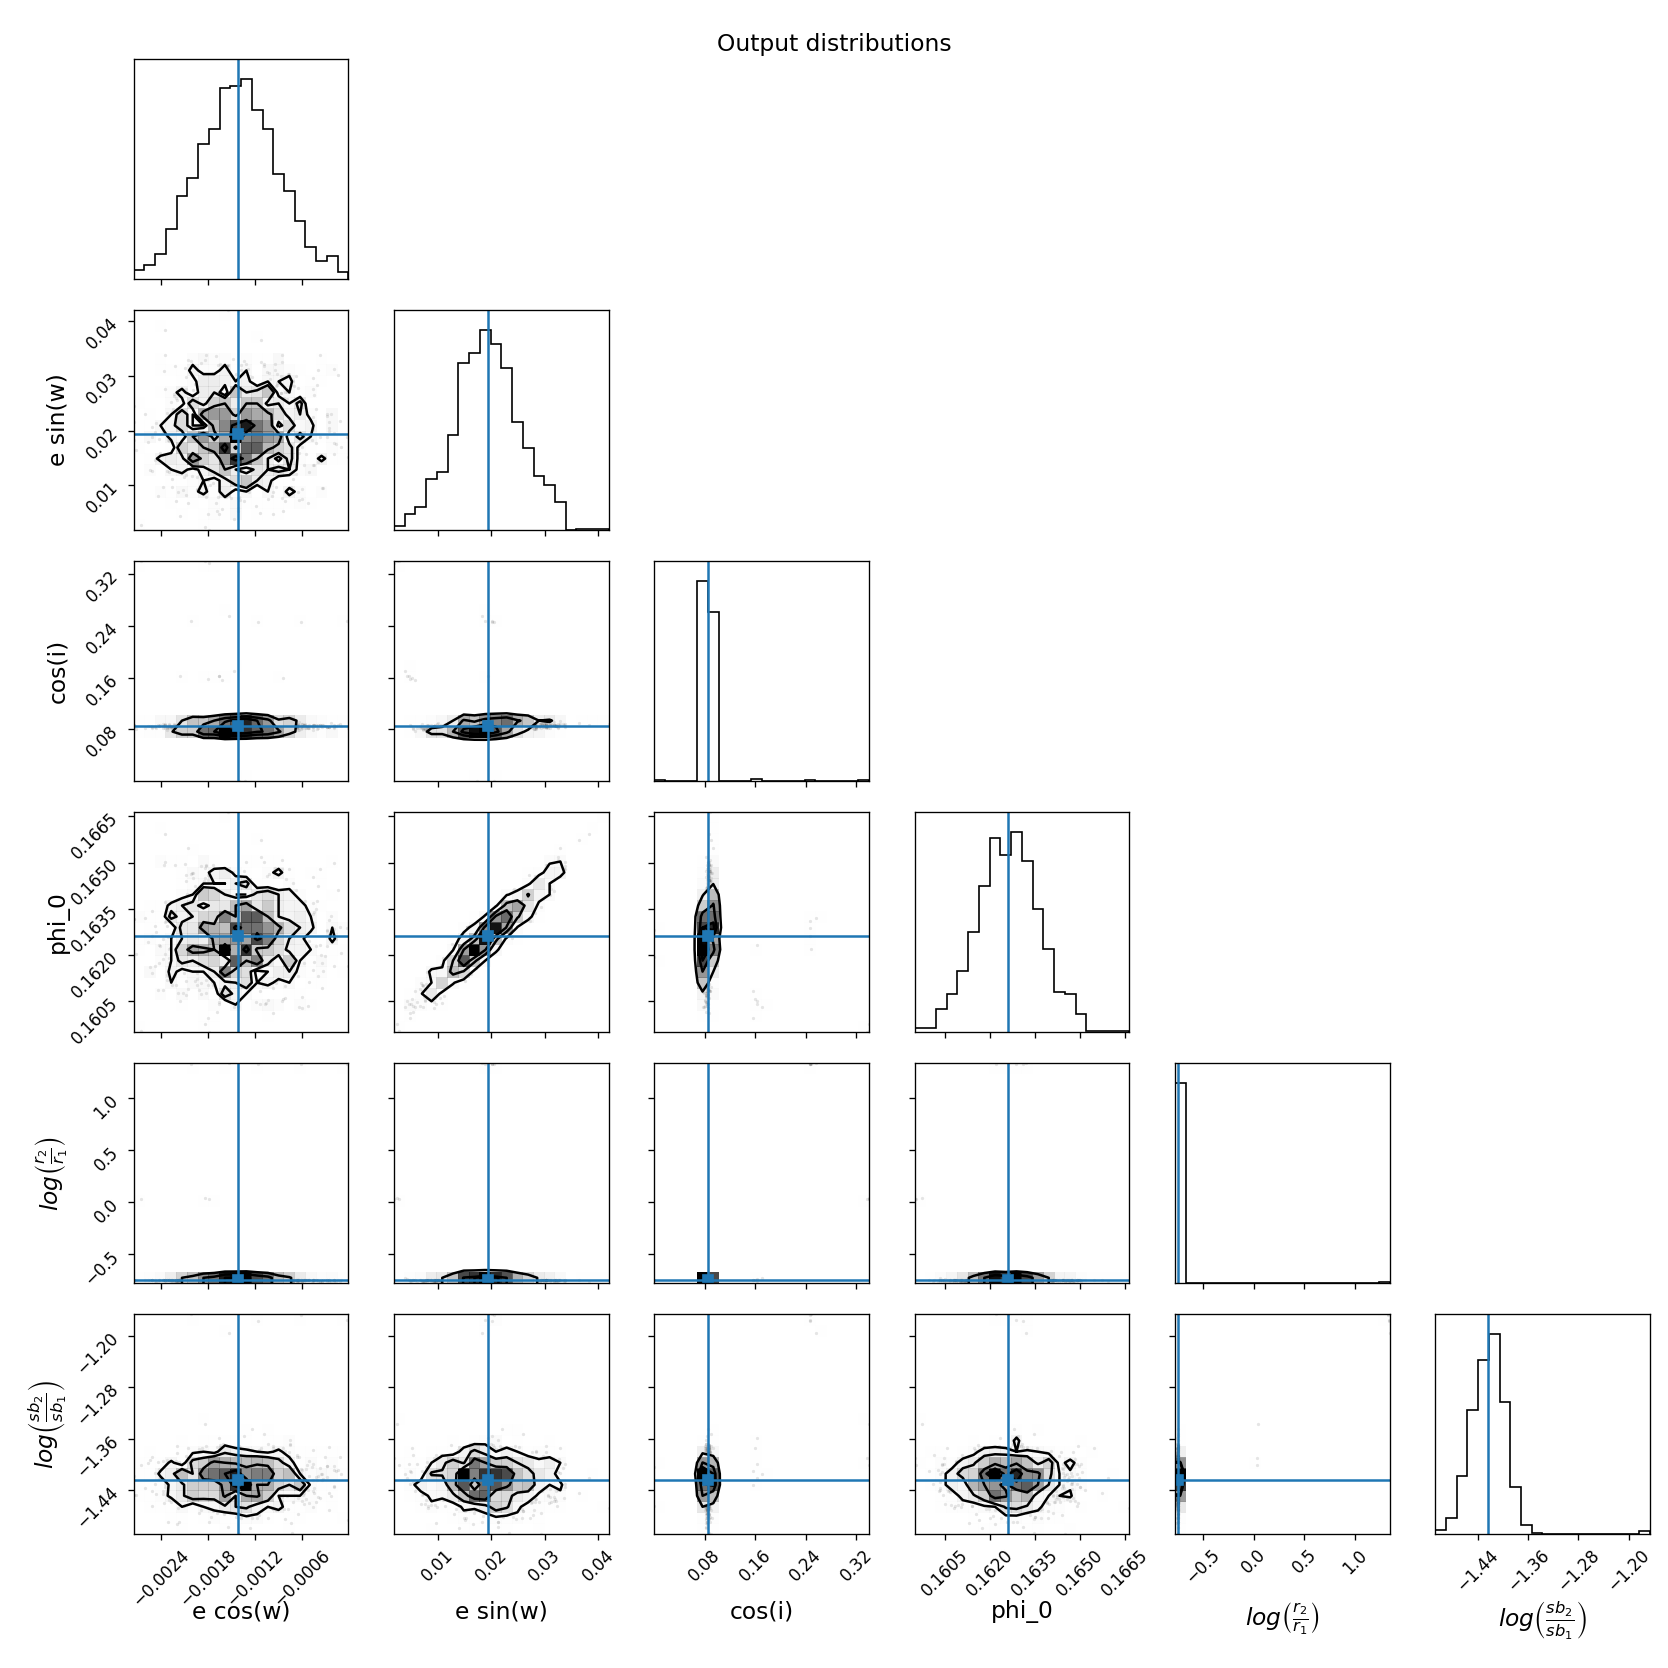 Output distributions
0.04
0.03
0.02
0.01
e sin(w)
0.32
0.24
0.16
0.08
cos(i)
0.1665
0.1650
0.1635
0.1620
0.1605
phi_0
1.0
0.5
0.0
−0.5
log(r₂/r₁)
−1.20
−1.28
−1.36
−1.44
log(sb₂/sb₁)
−0.0024 −0.0018 −0.0012 −0.0006 0.01 0.02 0.03 0.04 0.08 0.16 0.24 0.32 0.1605 0.1620 0.1635 0.1650 0.1665 −0.5 0.0 0.5 1.0 −1.44 −1.36 −1.28 −1.20
e cos(w) e sin(w) cos(i) phi_0 log(r₂/r₁) log(sb₂/sb₁)